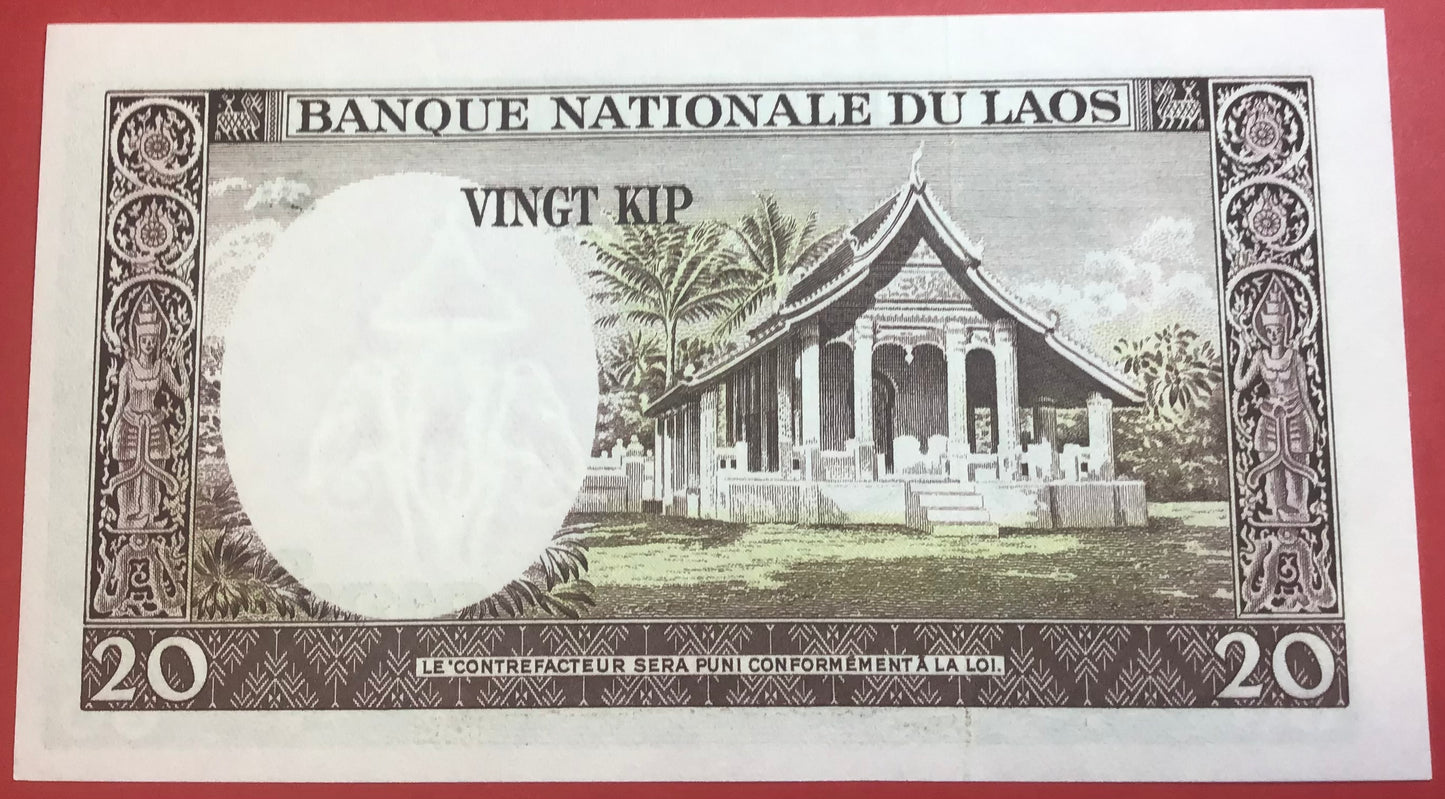 BANQUE NATIONALE DU LAOS
VINGT KIP
LE CONTREFACTEUR SERA PUNI CONFORMÉMENT À LA LOI.
20 20